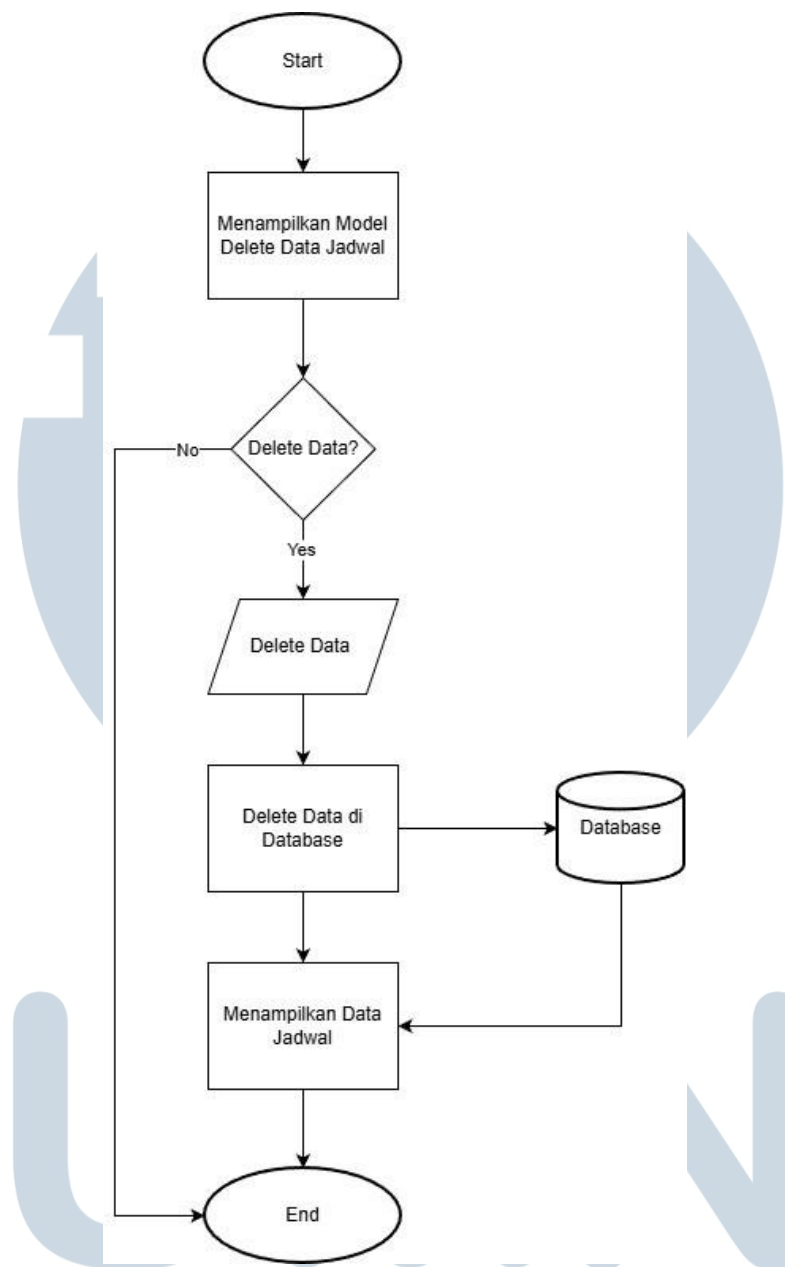 Start
Menampilkan Model
Delete Data Jadwal
Delete Data?
No
Yes
Delete Data
Delete Data di
Database
Database
Menampilkan Data
Jadwal
End